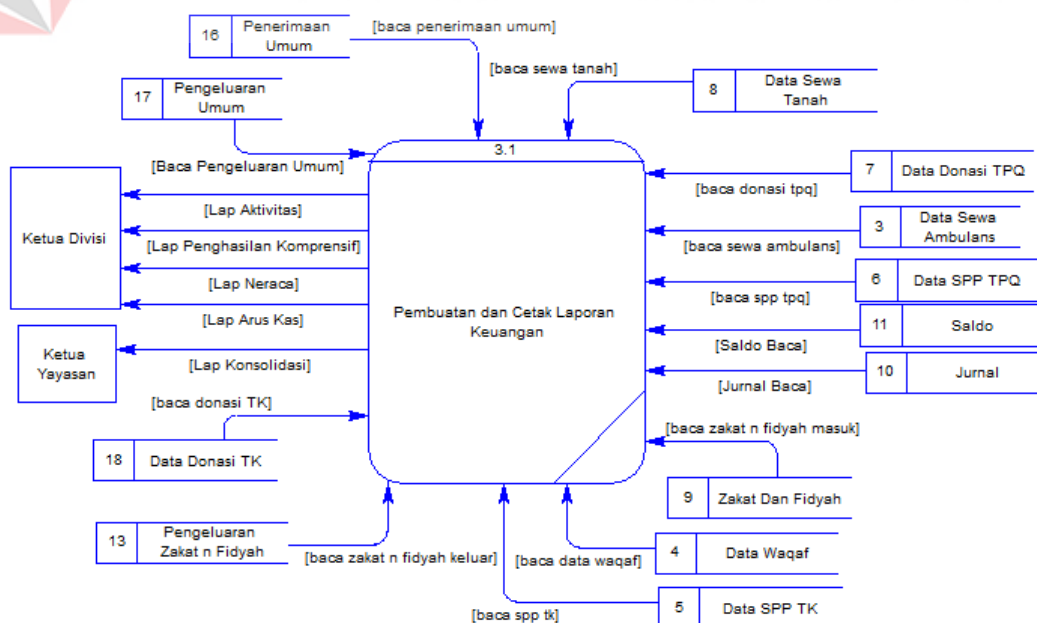 16
Penerimaan
Umum
[baca penerimaan umum]
[baca sewa tanah]
8
Data Sewa
Tanah
17
Pengeluaran
Umum
[Baca Pengeluaran Umum]
3.1
7
Data Donasi TPQ
[baca donasi tpq]
Ketua Divisi
[Lap Aktivitas]
[Lap Penghasilan Komprensif]
[Lap Neraca]
[Lap Arus Kas]
3
Data Sewa
Ambulans
[baca sewa ambulans]
6
Data SPP TPQ
[baca spp tpq]
Pembuatan dan Cetak Laporan
Keuangan
11
Saldo
[Saldo Baca]
Ketua
Yayasan
[Lap Konsolidasi]
10
Jurnal
[Jurnal Baca]
[baca donasi TK]
18
Data Donasi TK
[baca zakat n fidyah masuk]
9
Zakat Dan Fidyah
13
Pengeluaran
Zakat n Fidyah
[baca zakat n fidyah keluar]
[baca data waqaf]
4
Data Waqaf
[baca spp tk]
5
Data SPP TK